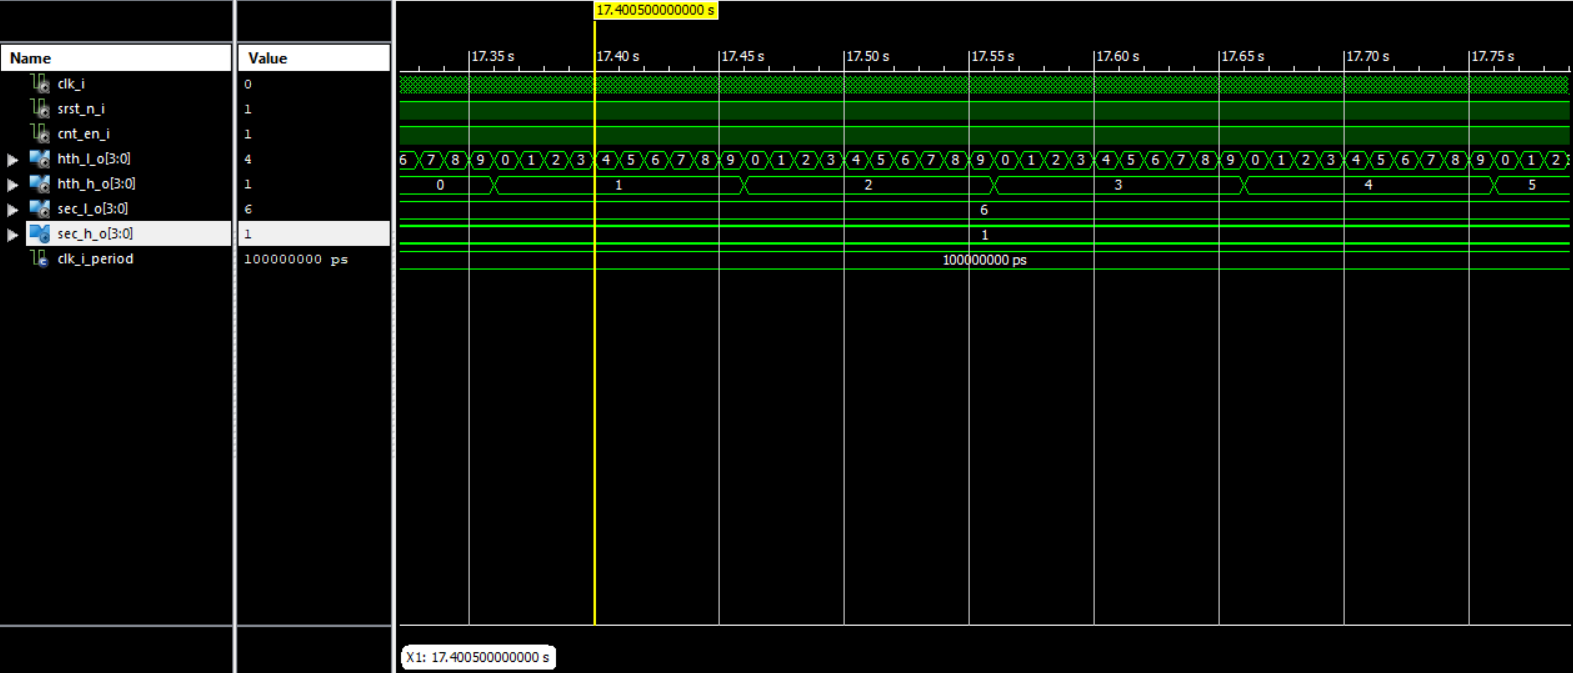 17.400500000000 s
Name Value 17.35 s 17.40 s 17.45 s 17.50 s 17.55 s 17.60 s 17.65 s 17.70 s 17.75 s
clk_i 0
srst_n_i 1
cnt_en_i 1
hth_l_o[3:0] 4 6 7 8 9 0 1 2 3 4 5 6 7 8 9 0 1 2 3 4 5 6 7 8 9 0 1 2 3 4 5 6 7 8 9 0 1 2 3 4 5 6 7 8 9 0 1 2
hth_h_o[3:0] 1 0 1 2 3 4 5
sec_l_o[3:0] 6 6
sec_h_o[3:0] 1 1
clk_i_period 100000000 ps 100000000 ps
X1: 17.400500000000 s